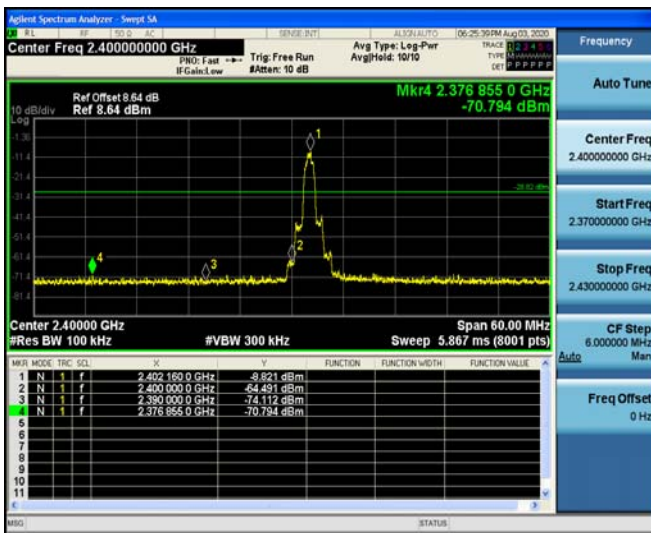 Agilent Spectrum Analyzer - Swept SA
RL RF 50 Ω AC SENSE:INT ALIGN AUTO 06:25:39 PM Aug 03, 2020
Center Freq 2.400000000 GHz
PNO: Fast
IFGain:Low
Trig: Free Run
#Atten: 10 dB
Avg Type: Log-Pwr
Avg|Hold: 10/10
TRACE 1 2 3 4 5 6
TYPE M
DET P P P P P P
Ref Offset 8.64 dB
10 dB/div Ref 8.64 dBm
Log
Mkr4 2.376 855 0 GHz
-70.794 dBm
-1.36
-11.4
-21.4
-28.82 dBm
-31.4
-41.4
-51.4
-61.4
-71.4
-81.4
1
2
3
4
Center 2.40000 GHz Span 60.00 MHz
#Res BW 100 kHz #VBW 300 kHz Sweep 5.867 ms (8001 pts)
MKR MODE TRC SCL X Y FUNCTION FUNCTION WIDTH FUNCTION VALUE
1 N 1 f 2.402 160 0 GHz -8.821 dBm
2 N 1 f 2.400 000 0 GHz -64.491 dBm
3 N 1 f 2.390 000 0 GHz -74.112 dBm
4 N 1 f 2.376 855 0 GHz -70.794 dBm
5
6
7
8
9
10
11
MSG STATUS
Frequency
Auto Tune
Center Freq
2.400000000 GHz
Start Freq
2.370000000 GHz
Stop Freq
2.430000000 GHz
CF Step
6.000000 MHz
Auto Man
Freq Offset
0 Hz